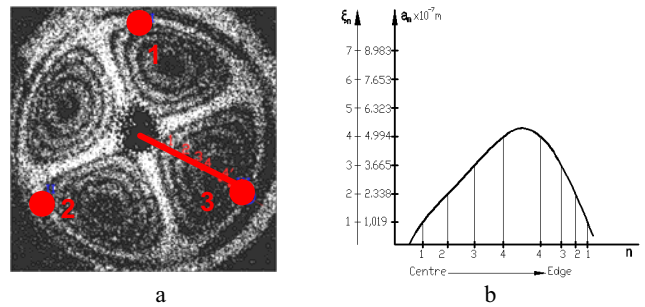 1
2
3
1 2 3 4 4
a
ξn aₙ x10⁻⁷ m
7 8.983
6 7.653
5 6.323
4 4.994
3 3.665
2 2.338
1 1,019
1 2 3 4 4 3 2 1 n
Centre Edge
b